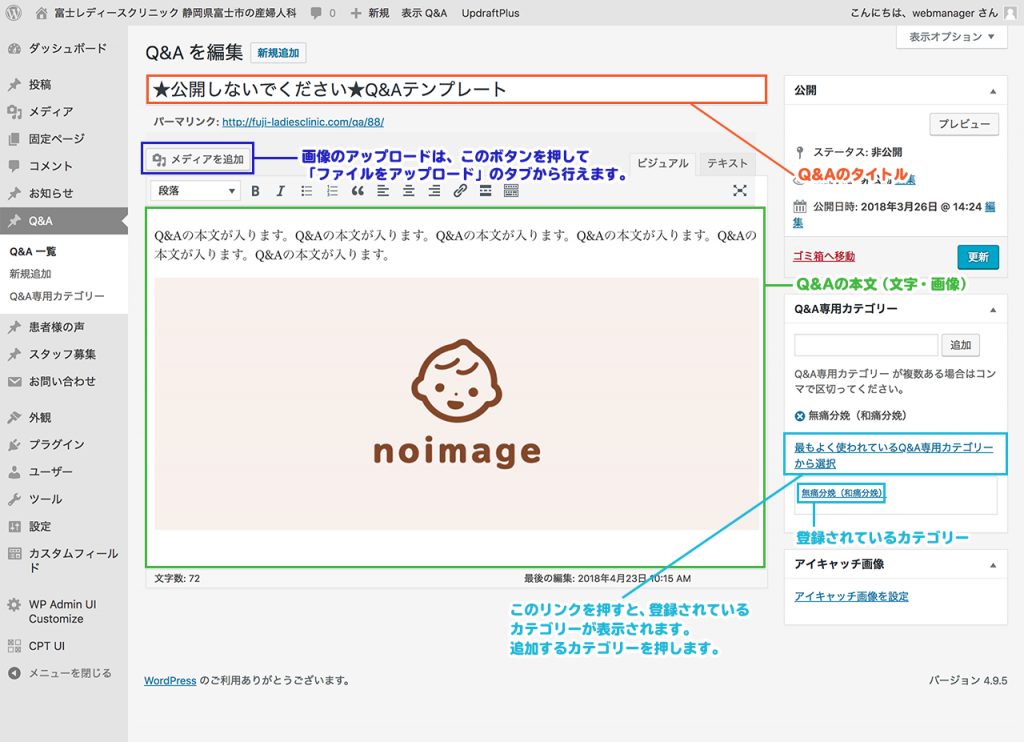 富士レディースクリニック 静岡県富士市の産婦人科 0 新規 表示 Q&A UpdraftPlus
こんにちは、webmanager さん
表示オプション ▼
ダッシュボード
投稿
メディア
固定ページ
コメント
お知らせ
Q&A
Q&A 一覧
新規追加
Q&A専用カテゴリー
患者様の声
スタッフ募集
お問い合わせ
外観
プラグイン
ユーザー
ツール
設定
カスタムフィール
ド
WP Admin UI
Customize
CPT UI
メニューを閉じる
Q&A を編集 新規追加
★公開しないでください★Q&Aテンプレート
パーマリンク: http://fuji-ladiesclinic.com/qa/88/
メディアを追加
画像のアップロードは、このボタンを押して
「ファイルをアップロード」のタブから行えます。
ビジュアル テキスト
段落 ▼ B I
Q&Aの本文が入ります。Q&Aの本文が入ります。Q&Aの本文が入ります。Q&Aの本文が入ります。Q&Aの
本文が入ります。Q&Aの本文が入ります。
noimage
文字数: 72
最後の編集: 2018年4月23日 10:15 AM
このリンクを押すと、登録されている
カテゴリーが表示されます。
追加するカテゴリーを押します。
公開
プレビュー
ステータス: 非公開
Q&Aのタイトル
公開日時: 2018年3月26日 @ 14:24 編
集
ゴミ箱へ移動 更新
Q&Aの本文（文字・画像）
Q&A専用カテゴリー
追加
Q&A専用カテゴリー が複数ある場合はコン
マで区切ってください。
無痛分娩（和痛分娩）
最もよく使われているQ&A専用カテゴリー
から選択
無痛分娩（和痛分娩）
登録されているカテゴリー
アイキャッチ画像
アイキャッチ画像を設定
WordPress のご利用ありがとうございます。
バージョン 4.9.5